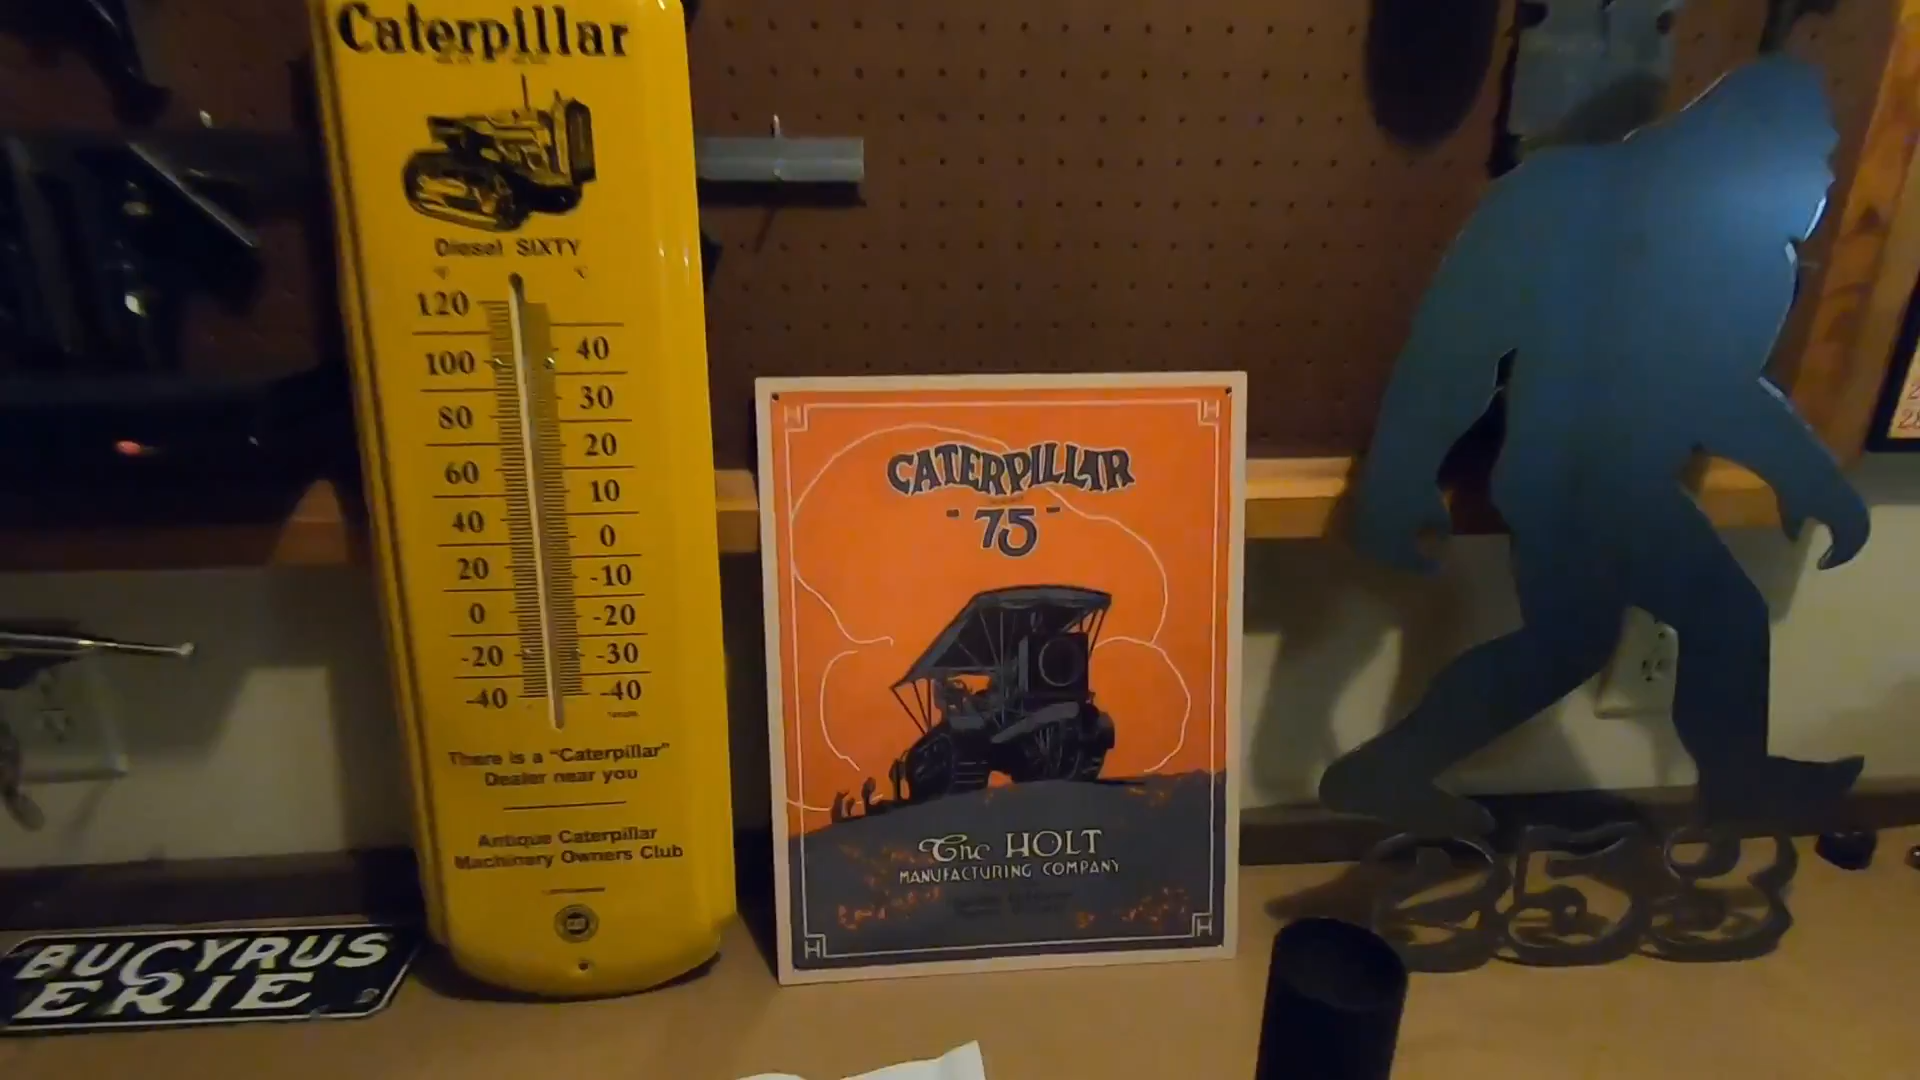 Caterpillar
Diesel SIXTY
°F °C
120
100 40
80 30
20
60 10
40 0
20 -10
0 -20
-20 -30
-40 -40
There is a "Caterpillar"
Dealer near you
Antique Caterpillar
Machinery Owners Club
BUCYRUS
ERIE
H H
CATERPILLAR
-75-
The HOLT
MANUFACTURING COMPANY
H H
253